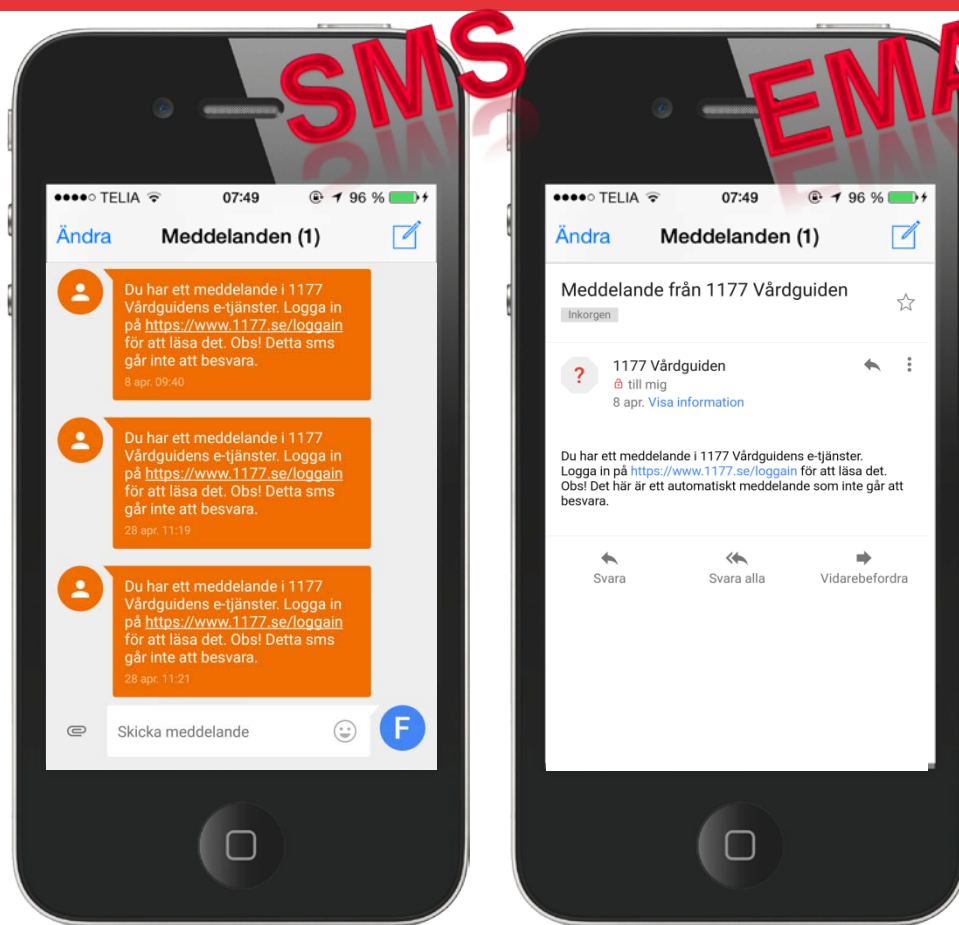 SMS
TELIA 07:49 96 %
Ändra Meddelanden (1)
Du har ett meddelande i 1177
Vårdguidens e-tjänster. Logga in
på https://www.1177.se/loggain
för att läsa det. Obs! Detta sms
går inte att besvara.
8 apr. 09:40
Du har ett meddelande i 1177
Vårdguidens e-tjänster. Logga in
på https://www.1177.se/loggain
för att läsa det. Obs! Detta sms
går inte att besvara.
28 apr. 11:19
Du har ett meddelande i 1177
Vårdguidens e-tjänster. Logga in
på https://www.1177.se/loggain
för att läsa det. Obs! Detta sms
går inte att besvara.
28 apr. 11:21
Skicka meddelande
F
EMA
TELIA 07:49 96 %
Ändra Meddelanden (1)
Meddelande från 1177 Vårdguiden
Inkorgen
?
1177 Vårdguiden
till mig
8 apr. Visa information
Du har ett meddelande i 1177 Vårdguidens e-tjänster.
Logga in på https://www.1177.se/loggain för att läsa det.
Obs! Det här är ett automatiskt meddelande som inte går att
besvara.
Svara Svara alla Vidarebefordra